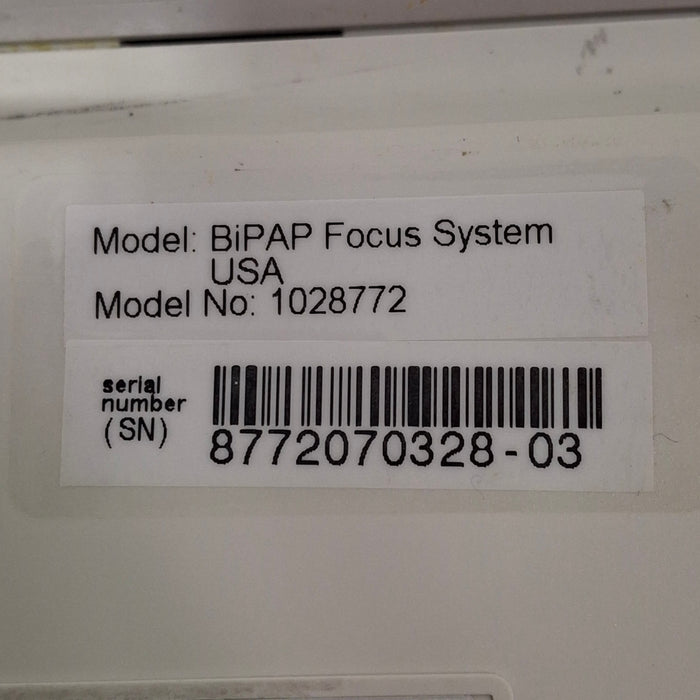 Model: BiPAP Focus System
USA
Model No: 1028772
serial
number
(SN)
8772070328-03